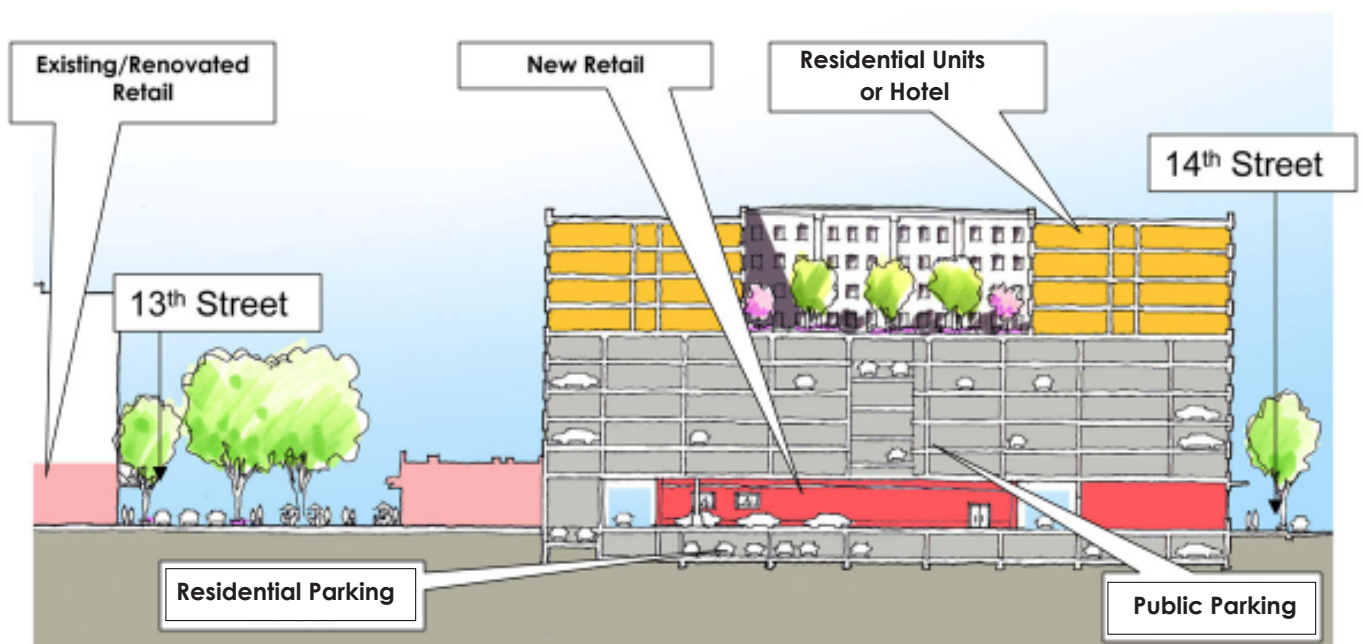 Existing/Renovated
Retail
New Retail
Residential Units
or Hotel
14th Street
13th Street
Residential Parking
Public Parking